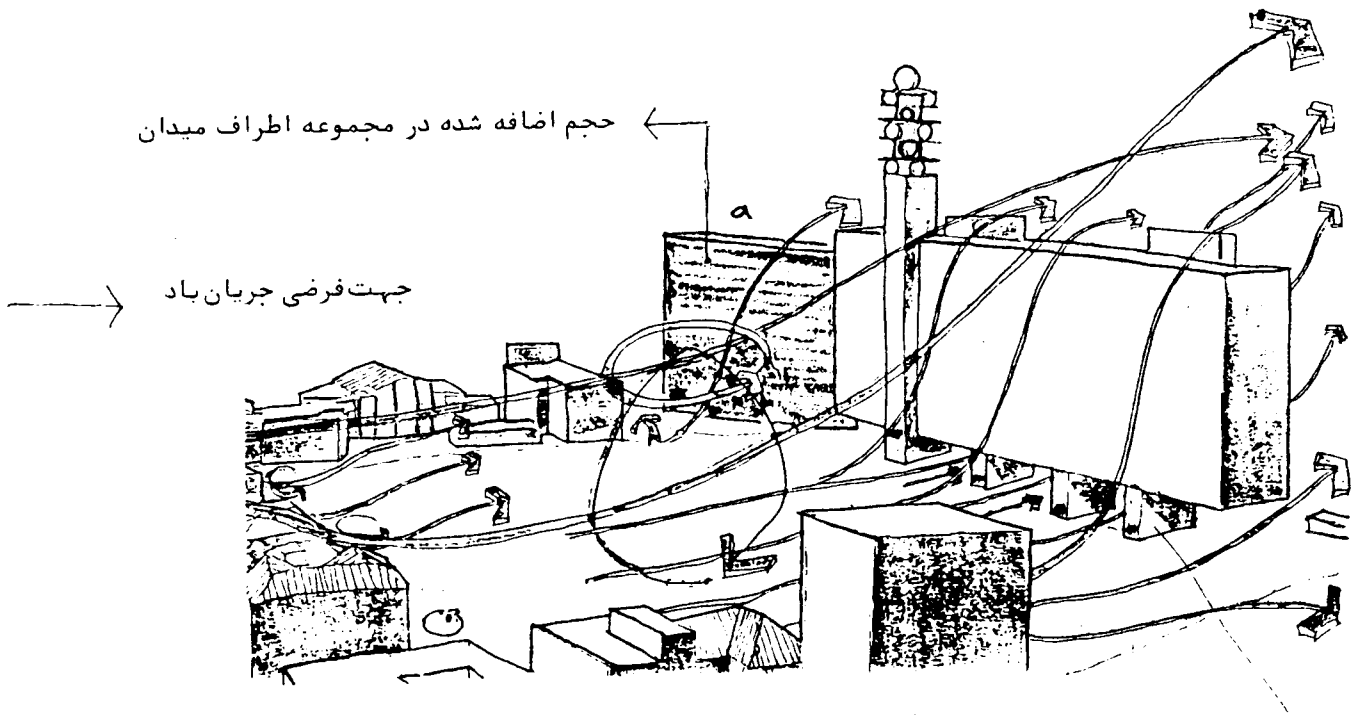 حجم اضافه شده در مجموعه اطراف میدان
a
جهت‌فرضی جریان‌باد